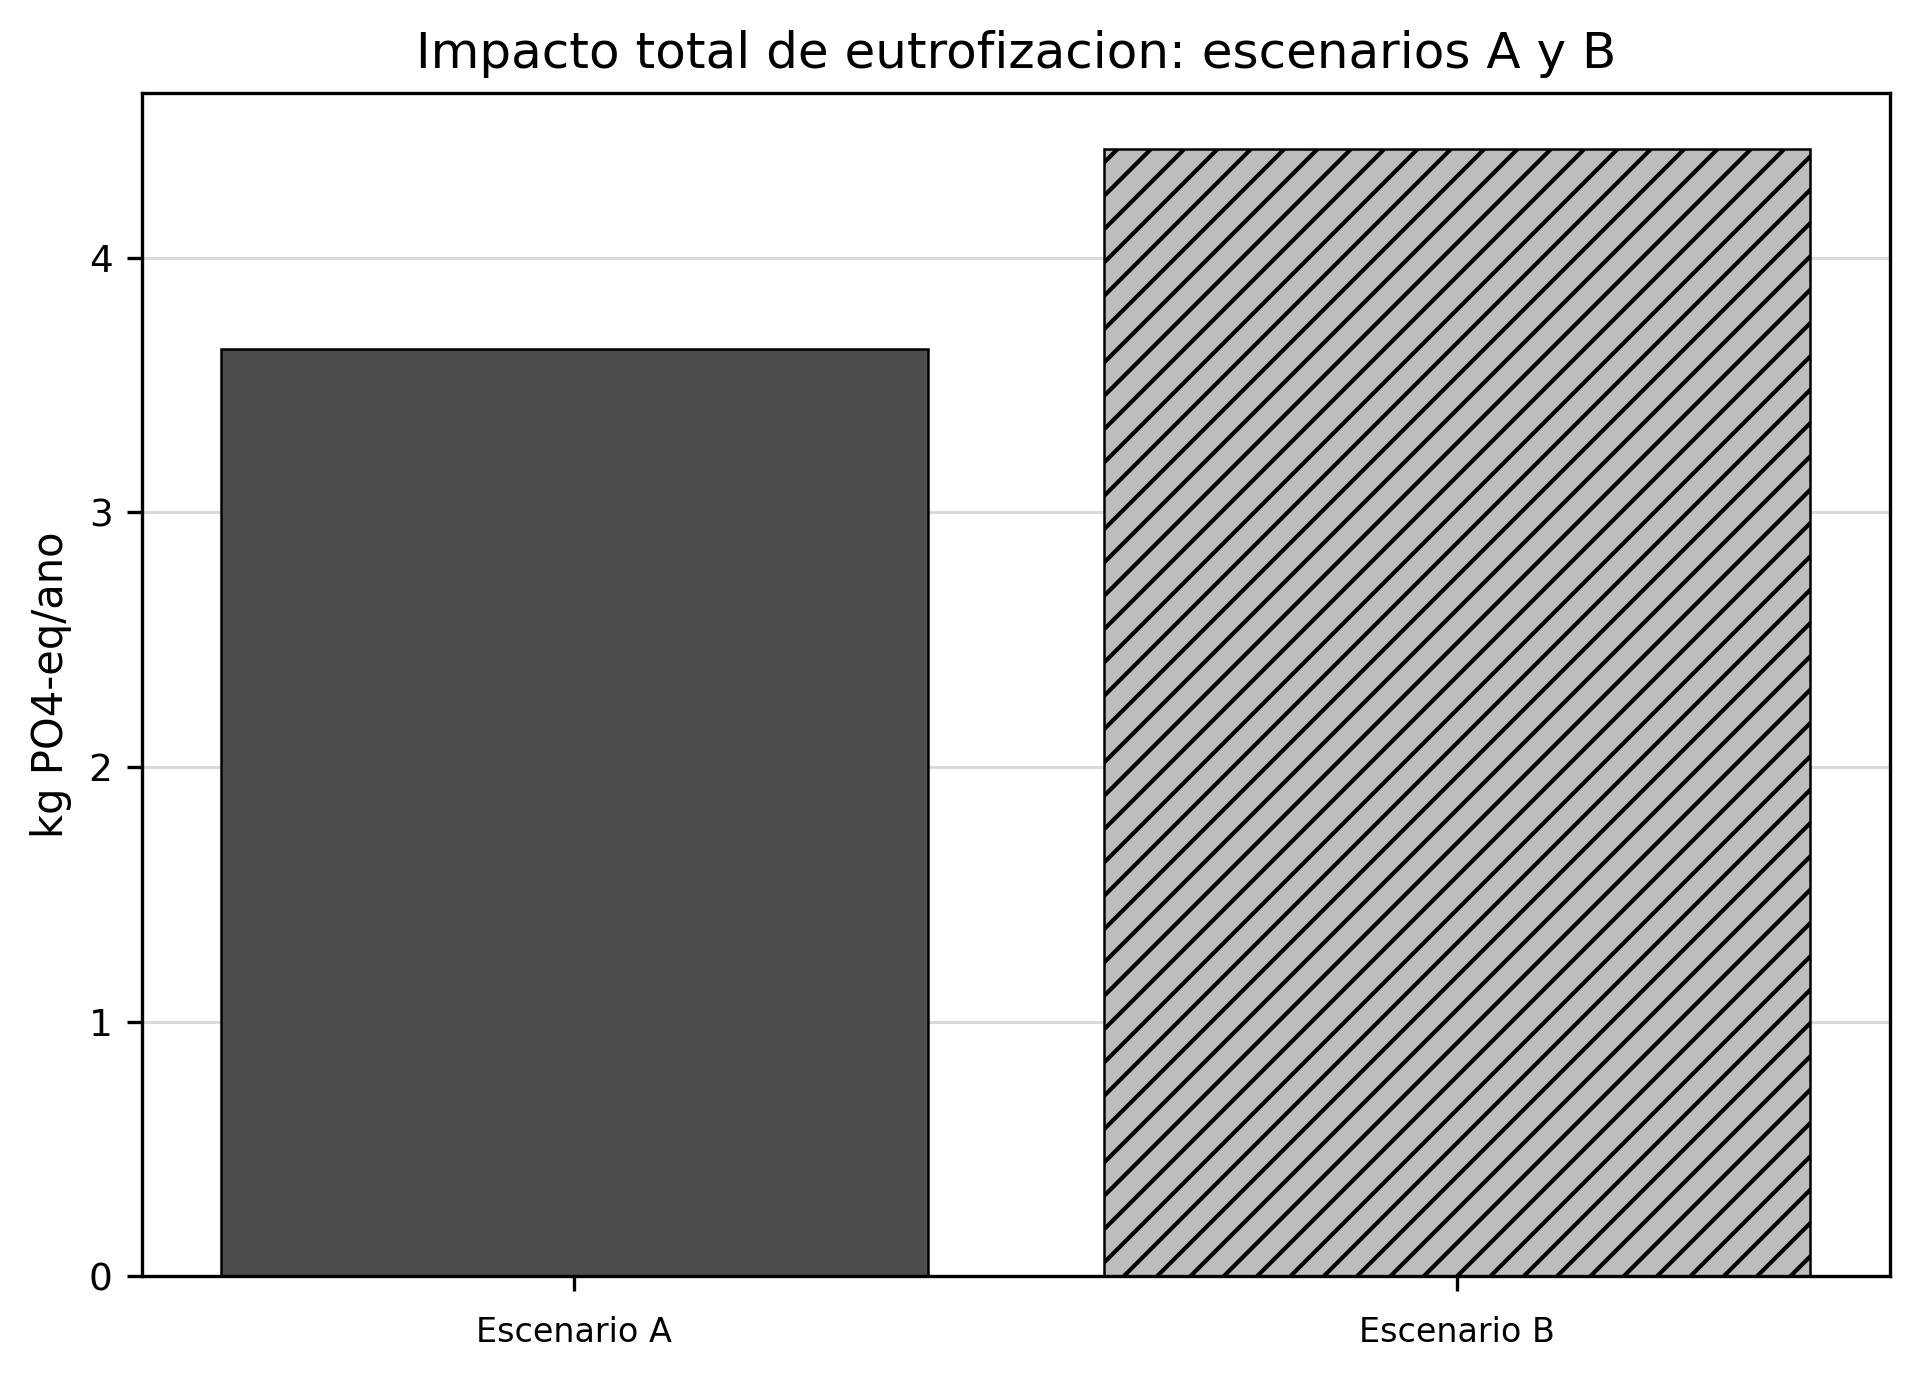 Impacto total de eutrofizacion: escenarios A y B
kg PO4-eq/ano
4
3
2
1
0
Escenario A
Escenario B